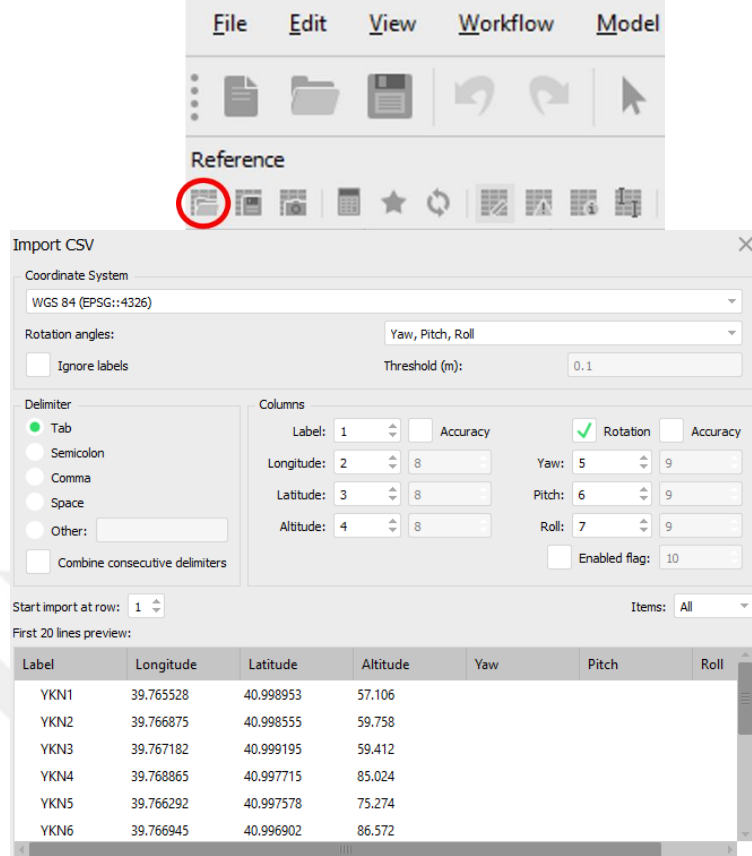 File Edit View Workflow Model
Reference
Import CSV
Coordinate System
WGS 84 (EPSG::4326)
Rotation angles: Yaw, Pitch, Roll
Ignore labels Threshold (m): 0.1
Delimiter Columns
Tab Label: 1 Accuracy Rotation Accuracy
Semicolon Longitude: 2 8 Yaw: 5 9
Comma Latitude: 3 8 Pitch: 6 9
Space Altitude: 4 8 Roll: 7 9
Other: Enabled flag: 10
Combine consecutive delimiters
Start import at row: 1 Items: All
First 20 lines preview:
Label Longitude Latitude Altitude Yaw Pitch Roll
YKN1 39.765528 40.998953 57.106
YKN2 39.766875 40.998555 59.758
YKN3 39.767182 40.999195 59.412
YKN4 39.768865 40.997715 85.024
YKN5 39.766292 40.997578 75.274
YKN6 39.766945 40.996902 86.572